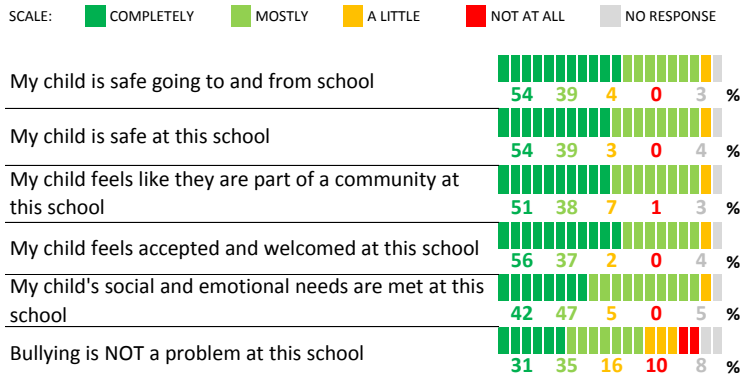 SCALE: COMPLETELY MOSTLY A LITTLE NOT AT ALL NO RESPONSE
My child is safe going to and from school
54 39 4 0 3 %
My child is safe at this school
54 39 3 0 4 %
My child feels like they are part of a community at
this school
51 38 7 1 3 %
My child feels accepted and welcomed at this school
56 37 2 0 4 %
My child's social and emotional needs are met at this
school
42 47 5 0 5 %
Bullying is NOT a problem at this school
31 35 16 10 8 %